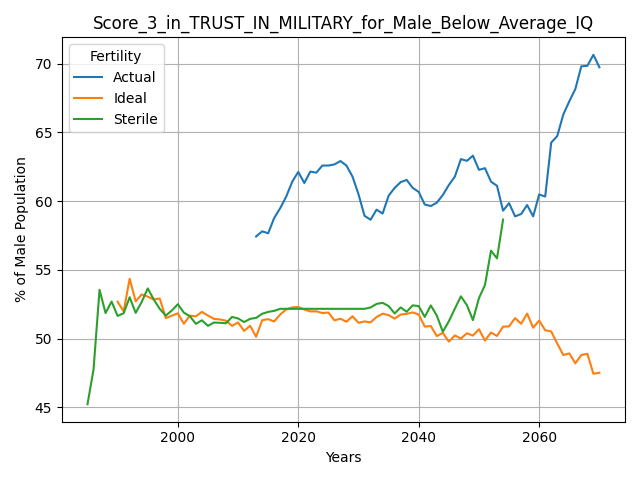 Score_3_in_TRUST_IN_MILITARY_for_Male_Below_Average_IQ
Fertility
Actual
Ideal
Sterile
% of Male Population
70
65
60
55
50
45
2000
2020
2040
2060
Years